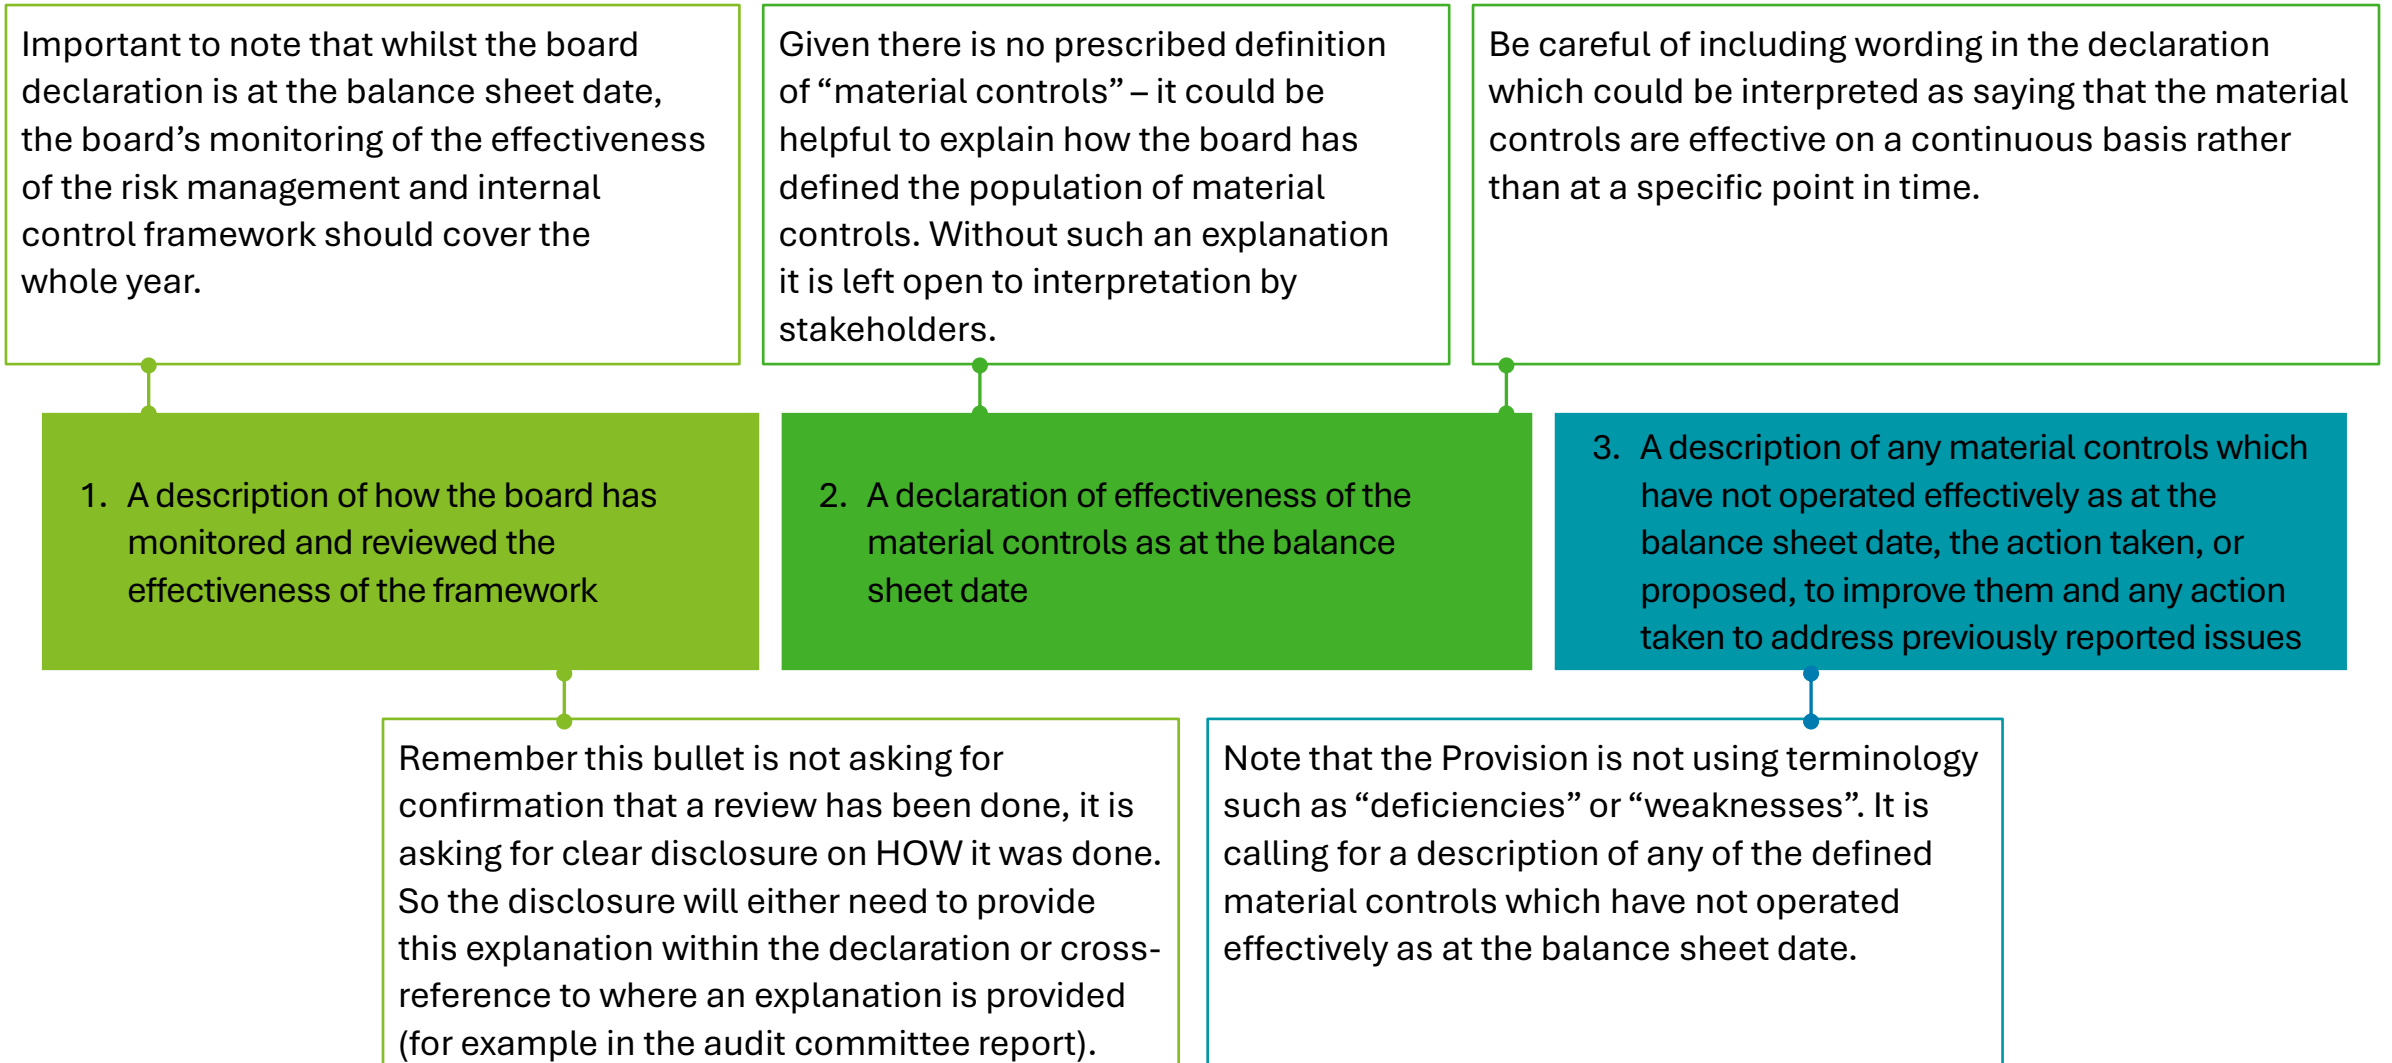 Important to note that whilst the board
declaration is at the balance sheet date,
the board’s monitoring of the effectiveness
of the risk management and internal
control framework should cover the
whole year.
Given there is no prescribed definition
of “material controls” – it could be
helpful to explain how the board has
defined the population of material
controls. Without such an explanation
it is left open to interpretation by
stakeholders.
Be careful of including wording in the declaration
which could be interpreted as saying that the material
controls are effective on a continuous basis rather
than at a specific point in time.
1. A description of how the board has
monitored and reviewed the
effectiveness of the framework
2. A declaration of effectiveness of the
material controls as at the balance
sheet date
3. A description of any material controls which
have not operated effectively as at the
balance sheet date, the action taken, or
proposed, to improve them and any action
taken to address previously reported issues
Remember this bullet is not asking for
confirmation that a review has been done, it is
asking for clear disclosure on HOW it was done.
So the disclosure will either need to provide
this explanation within the declaration or cross-
reference to where an explanation is provided
(for example in the audit committee report).
Note that the Provision is not using terminology
such as “deficiencies” or “weaknesses”. It is
calling for a description of any of the defined
material controls which have not operated
effectively as at the balance sheet date.